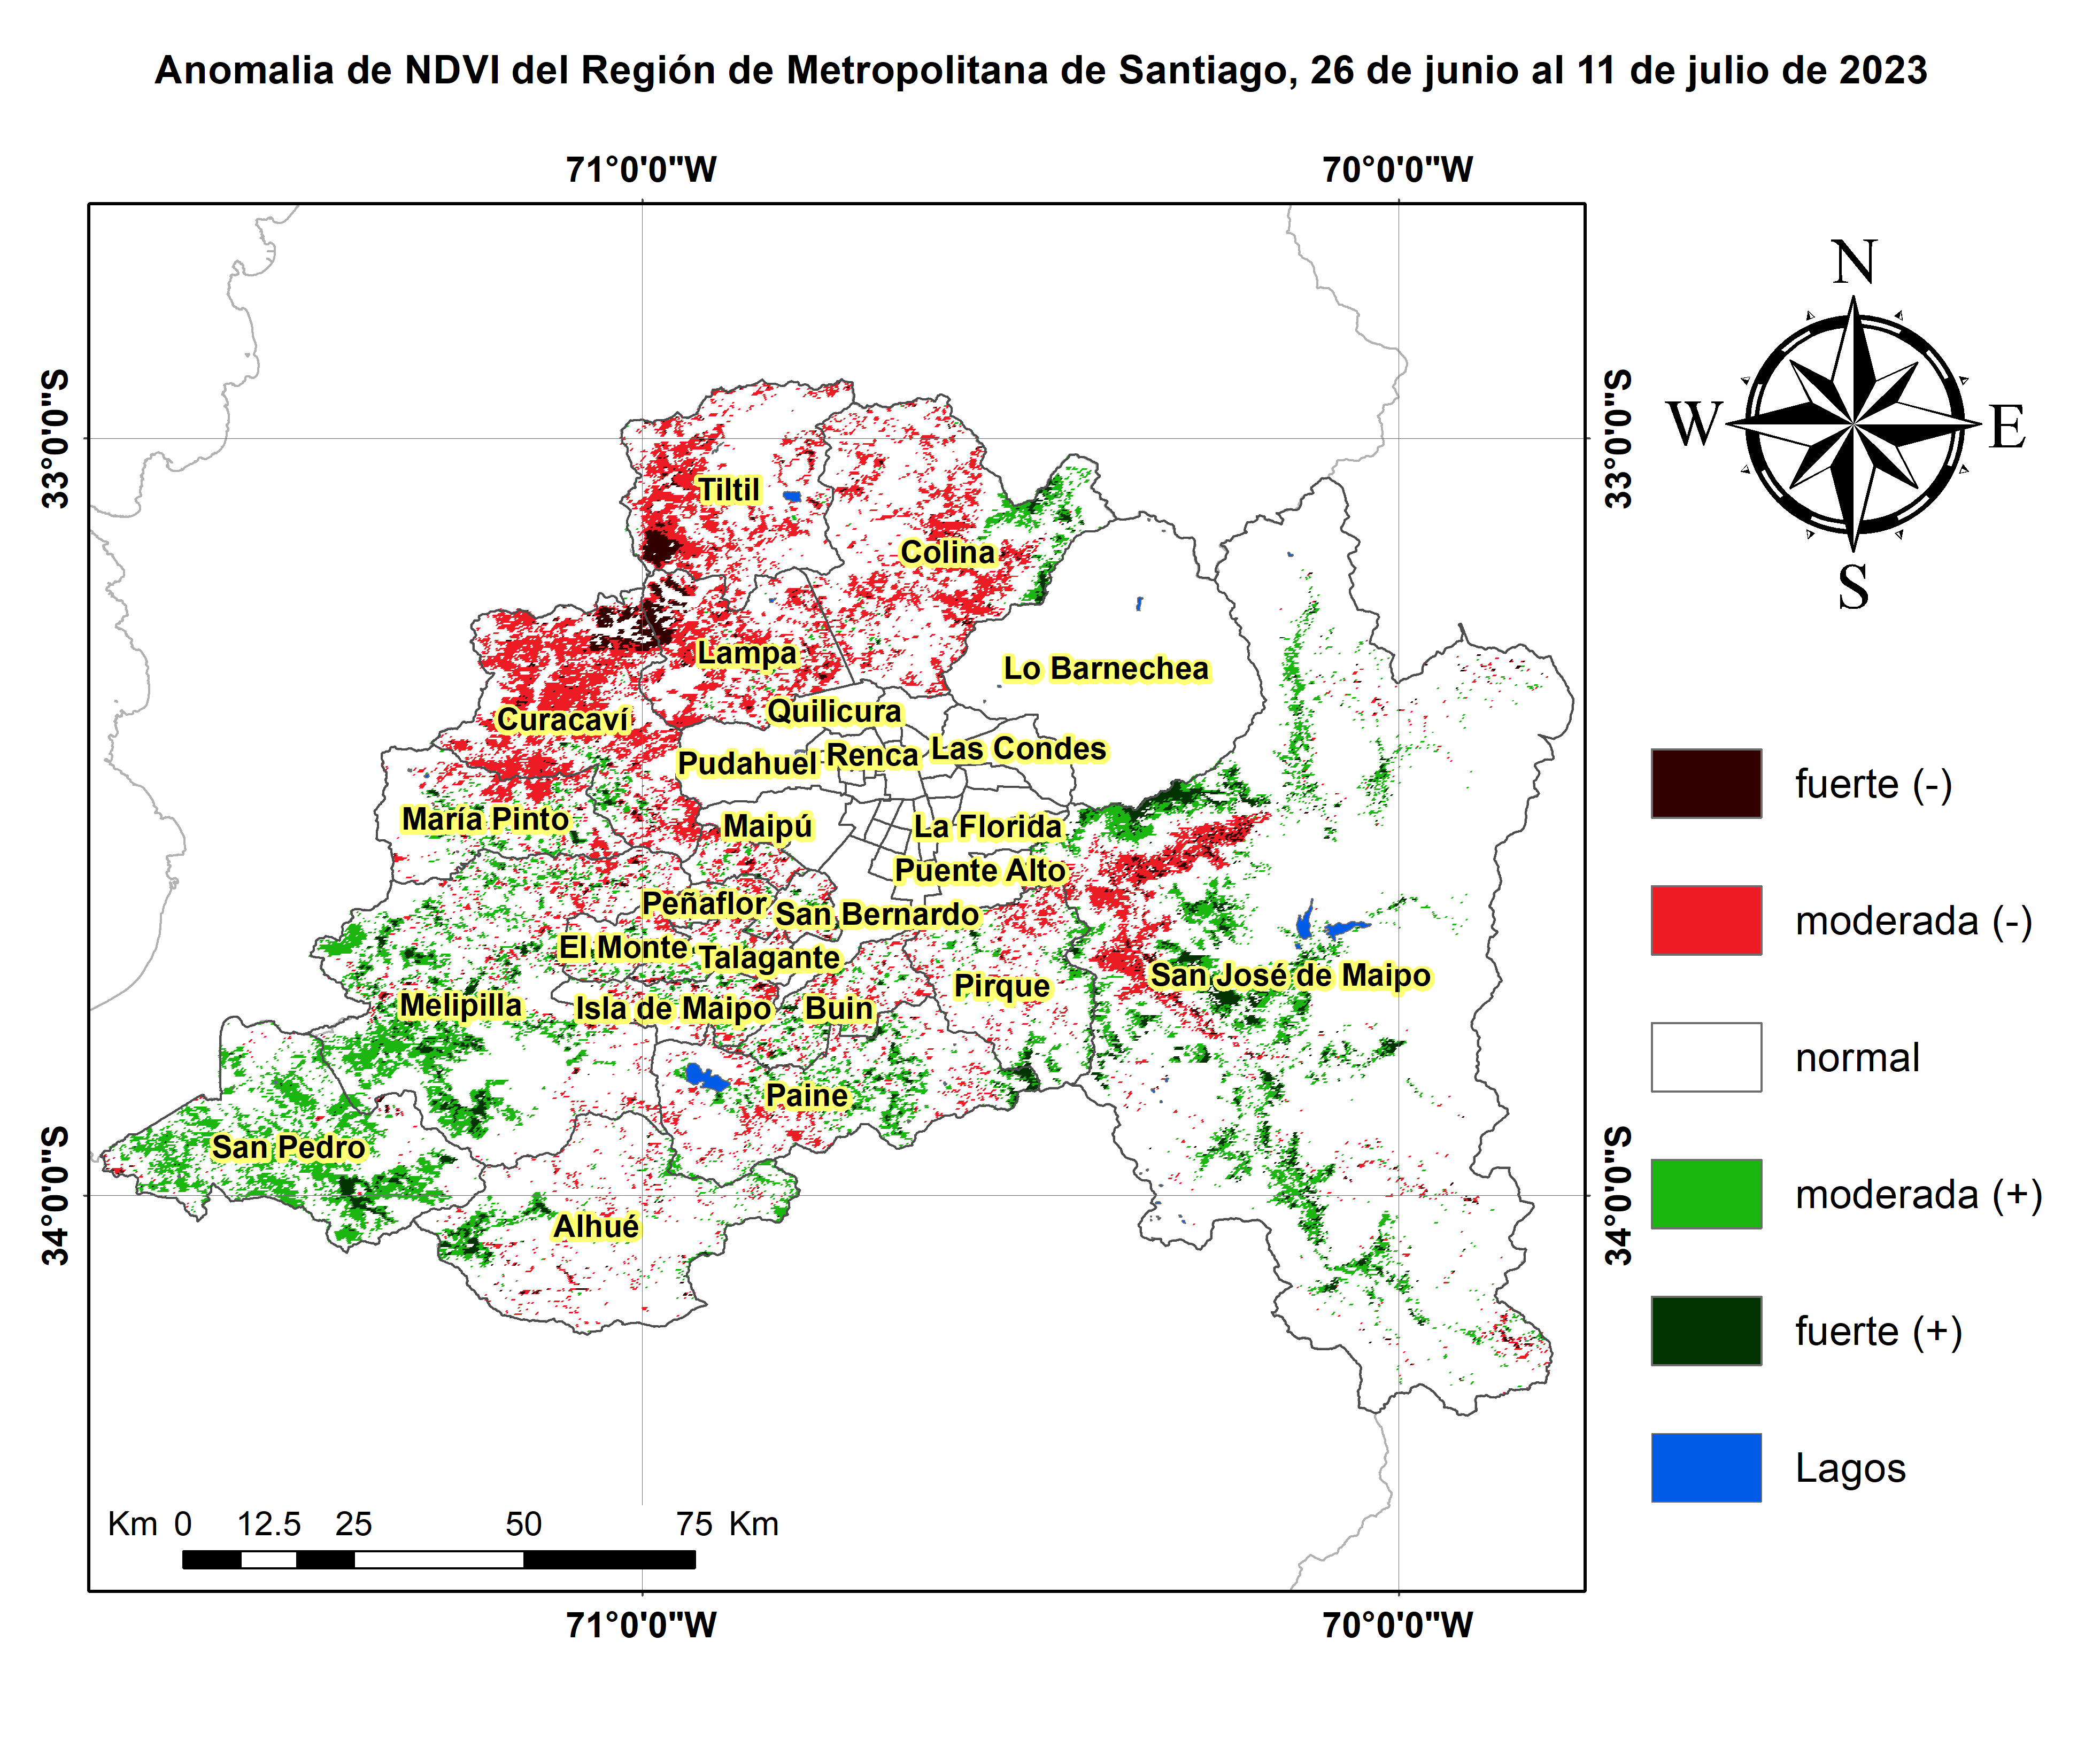 Anomalia de NDVI del Región de Metropolitana de Santiago, 26 de junio al 11 de julio de 2023
71°0'0"W
70°0'0"W
33°0'0"S
33°0'0"S
N
W
E
S
Tiltil
Colina
Lampa
Lo Barnechea
Curacaví
Quilicura
Pudahuel
Renca
Las Condes
María Pinto
Maipú
La Florida
Puente Alto
Peñaflor
San Bernardo
El Monte
Talagante
San José de Maipo
Pirque
Melipilla
Isla de Maipo
Buin
Paine
San Pedro
Alhué
34°0'0"S
34°0'0"S
fuerte (-)
moderada (-)
normal
moderada (+)
fuerte (+)
Lagos
Km 0 12.5 25 50 75 Km
71°0'0"W
70°0'0"W